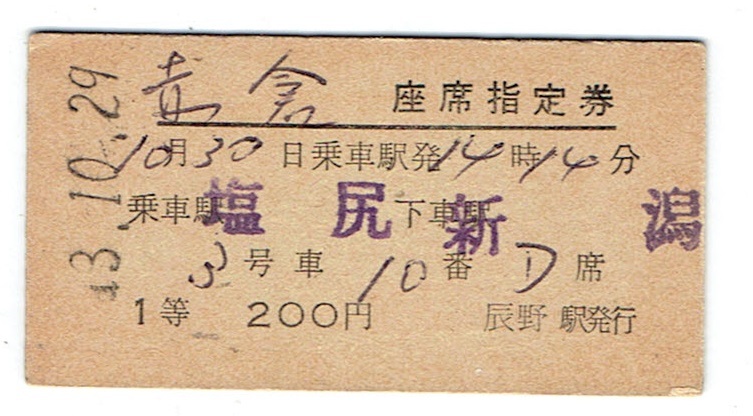 赤倉 座席指定券
10月30日乗車駅発14時14分
乗車駅 塩尻 下車駅 新潟
3号車 10番 D席
1等 200円 辰野駅発行
43.10.29